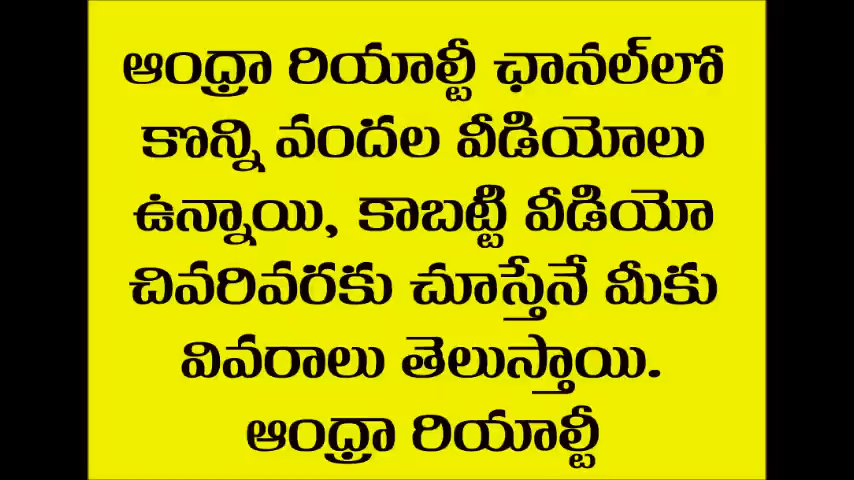 ఆంధ్రా రియాల్టీ ఛానల్‌లో
కొన్ని వందల వీడియోలు
ఉన్నాయి, కాబట్టి వీడియో
చివరివరకు చూస్తేనే మీకు
వివరాలు తెలుస్తాయి.
ఆంధ్రా రియాల్టీ